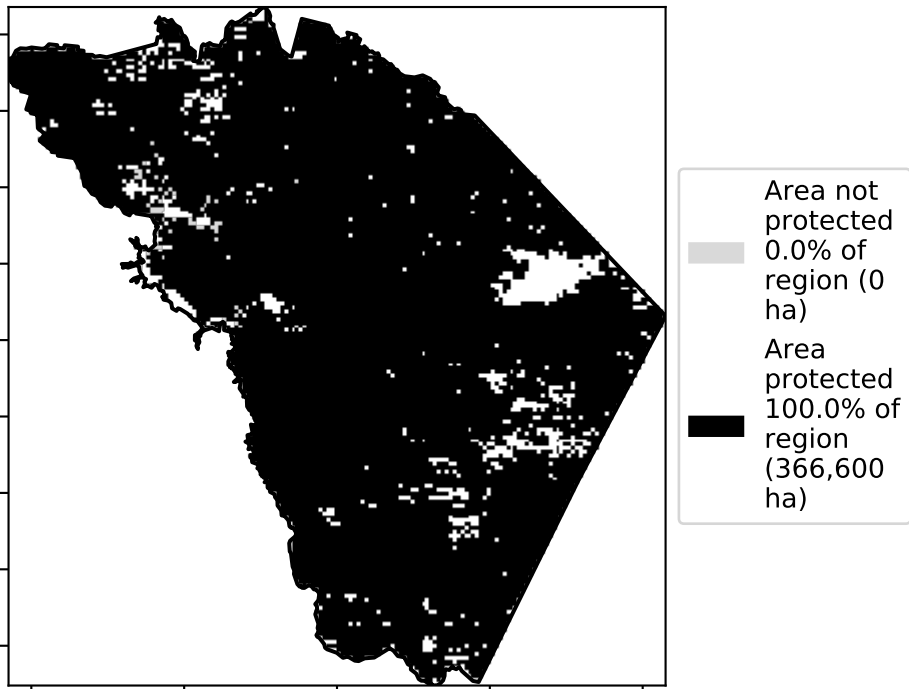 Area not
protected
0.0% of
region (0
ha)
Area
protected
100.0% of
region
(366,600
ha)